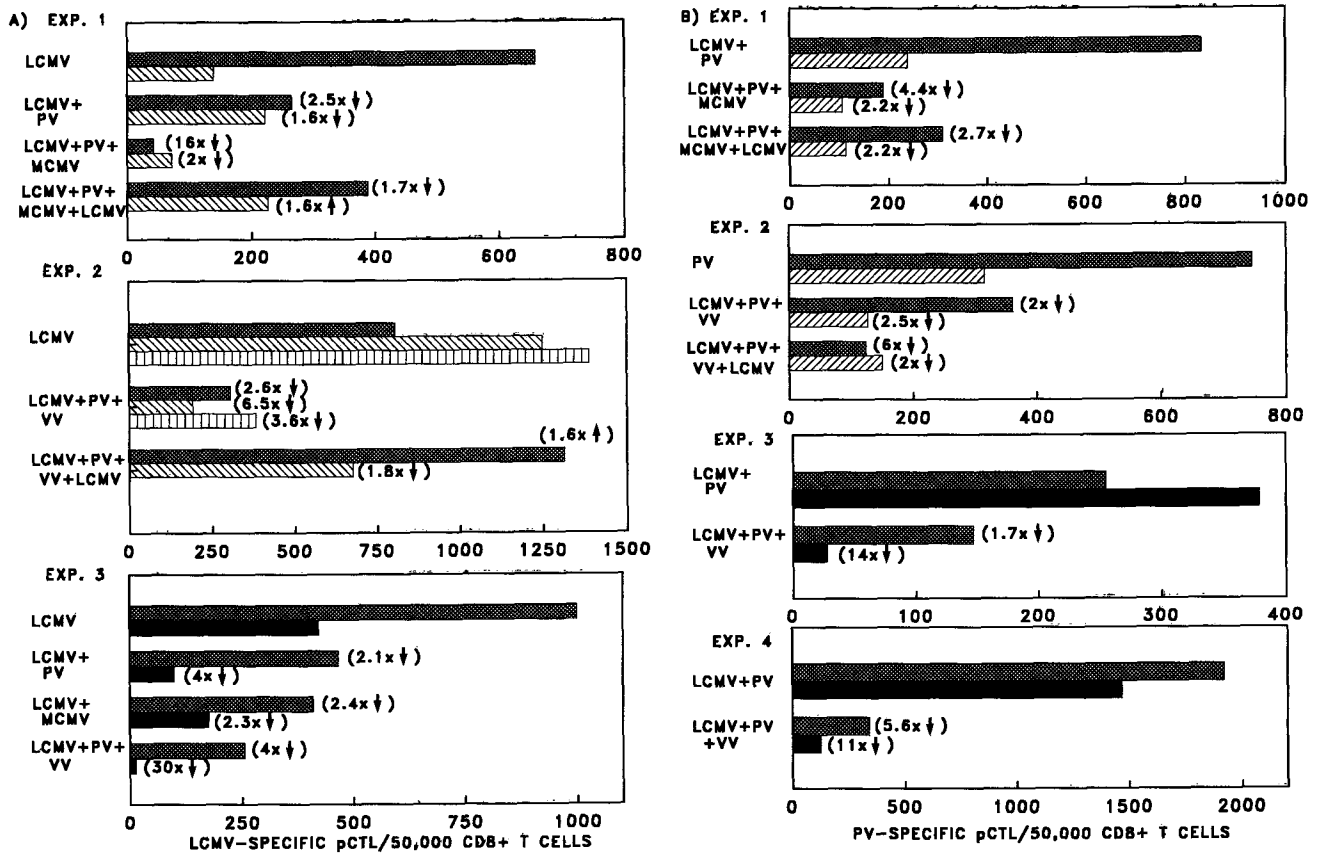 A) EXP. 1
LCMV
LCMV+
PV
(2.5x↓)
(1.6x↓)
LCMV+PV+
MCMV
(16x↓)
(2x↓)
LCMV+PV+
MCMV+LCMV
(1.7x↓)
(1.6x↑)
0 200 400 600 800
EXP. 2
LCMV
LCMV+PV+
VV
(2.6x↓)
(6.5x↓)
(3.6x↓)
LCMV+PV+
VV+LCMV
(1.6x↑)
(1.8x↓)
0 250 500 750 1000 1250 1500
EXP. 3
LCMV
LCMV+
PV
(2.1x↓)
(4x↓)
LCMV+
MCMV
(2.4x↓)
(2.3x↓)
LCMV+PV+
VV
(4x↓)
(30x↓)
0 250 500 750 1000
LCMV-SPECIFIC pCTL/50,000 CD8+ T CELLS
B) EXP. 1
LCMV+
PV
LCMV+PV+
MCMV
(4.4x↓)
(2.2x↓)
LCMV+PV+
MCMV+LCMV
(2.7x↓)
(2.2x↓)
0 200 400 600 800 1000
EXP. 2
PV
LCMV+PV+
VV
(2x↓)
(2.5x↓)
LCMV+PV+
VV+LCMV
(6x↓)
(2x↓)
0 200 400 600 800
EXP. 3
LCMV+
PV
LCMV+PV+
VV
(1.7x↓)
(14x↓)
0 100 200 350 400
EXP. 4
LCMV+PV
LCMV+PV
+VV
(5.6x↓)
(11x↓)
0 500 1000 1500 2000
PV-SPECIFIC pCTL/50,000 CD8+ T CELLS